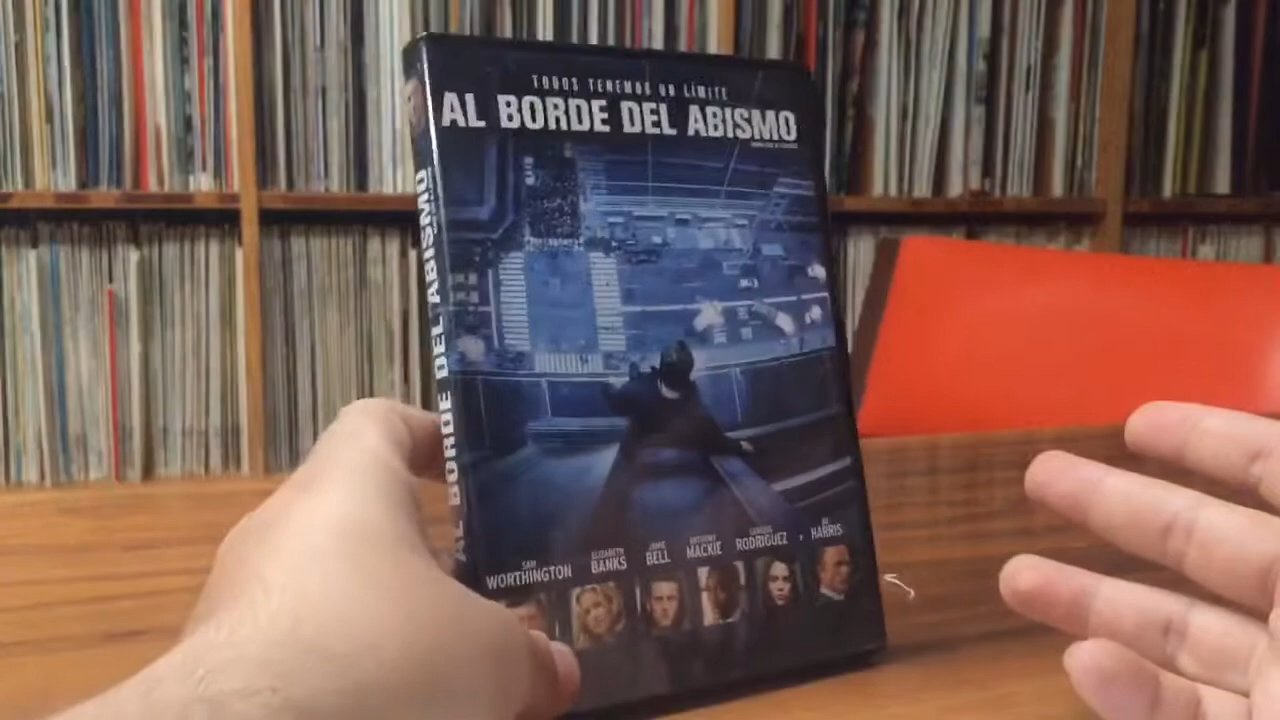 TODOS TENEMOS UN LÍMITE
AL BORDE DEL ABISMO
AL BORDE DEL ABISMO
SAM WORTHINGTON
ELIZABETH BANKS
JAMIE BELL
ANTHONY MACKIE
RODRIGUEZ
y
ED HARRIS